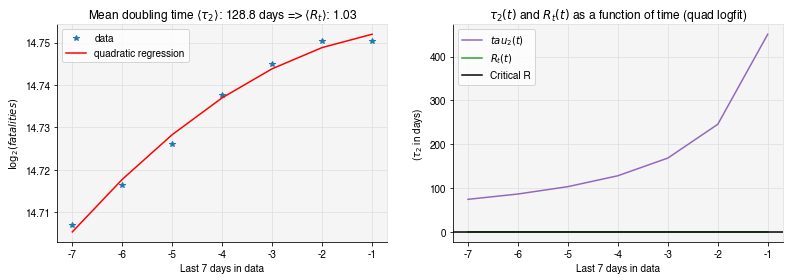 Mean doubling time ⟨τ₂⟩: 128.8 days => ⟨Rₜ⟩: 1.03
data
quadratic regression
log₂(fatalities)
14.75
14.74
14.73
14.72
14.71
-7 -6 -5 -4 -3 -2 -1
Last 7 days in data
τ₂(t) and Rₜ(t) as a function of time (quad logfit)
tau₂(t)
Rₜ(t)
Critical R
(τ₂ in days)
400
300
200
100
0
-7 -6 -5 -4 -3 -2 -1
Last 7 days in data